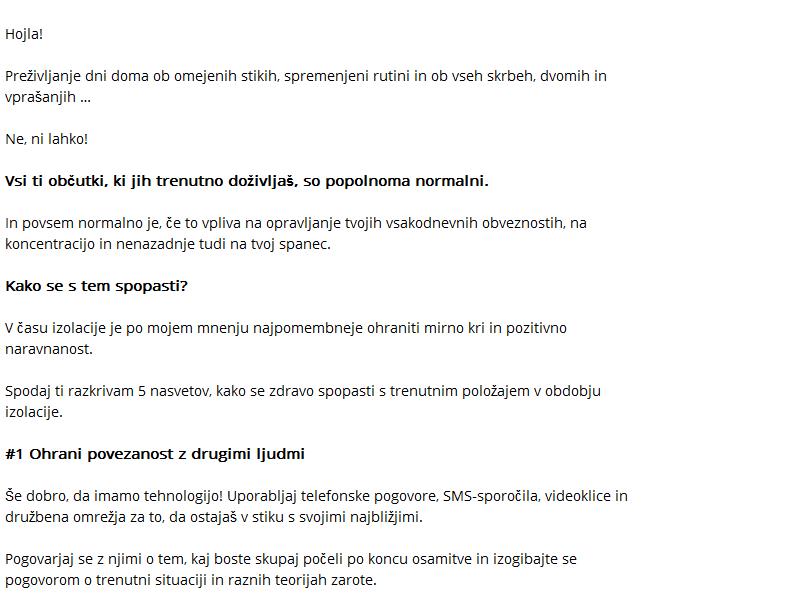 Hojla!
Preživljanje dni doma ob omejenih stikih, spremenjeni rutini in ob vseh skrbeh, dvomih in
vprašanjih ...
Ne, ni lahko!
Vsi ti občutki, ki jih trenutno doživljaš, so popolnoma normalni.
In povsem normalno je, če to vpliva na opravljanje tvojih vsakodnevnih obveznostih, na
koncentracijo in nenazadnje tudi na tvoj spanec.
Kako se s tem spopasti?
V času izolacije je po mojem mnenju najpomembneje ohraniti mirno kri in pozitivno
naravnanost.
Spodaj ti razkrivam 5 nasvetov, kako se zdravo spopasti s trenutnim položajem v obdobju
izolacije.
#1 Ohrani povezanost z drugimi ljudmi
Še dobro, da imamo tehnologijo! Uporabljaj telefonske pogovore, SMS-sporočila, videoklice in
družbena omrežja za to, da ostajaš v stiku s svojimi najbližjimi.
Pogovarjaj se z njimi o tem, kaj boste skupaj počeli po koncu osamitve in izogibajte se
pogovorom o trenutni situaciji in raznih teorijah zarote.